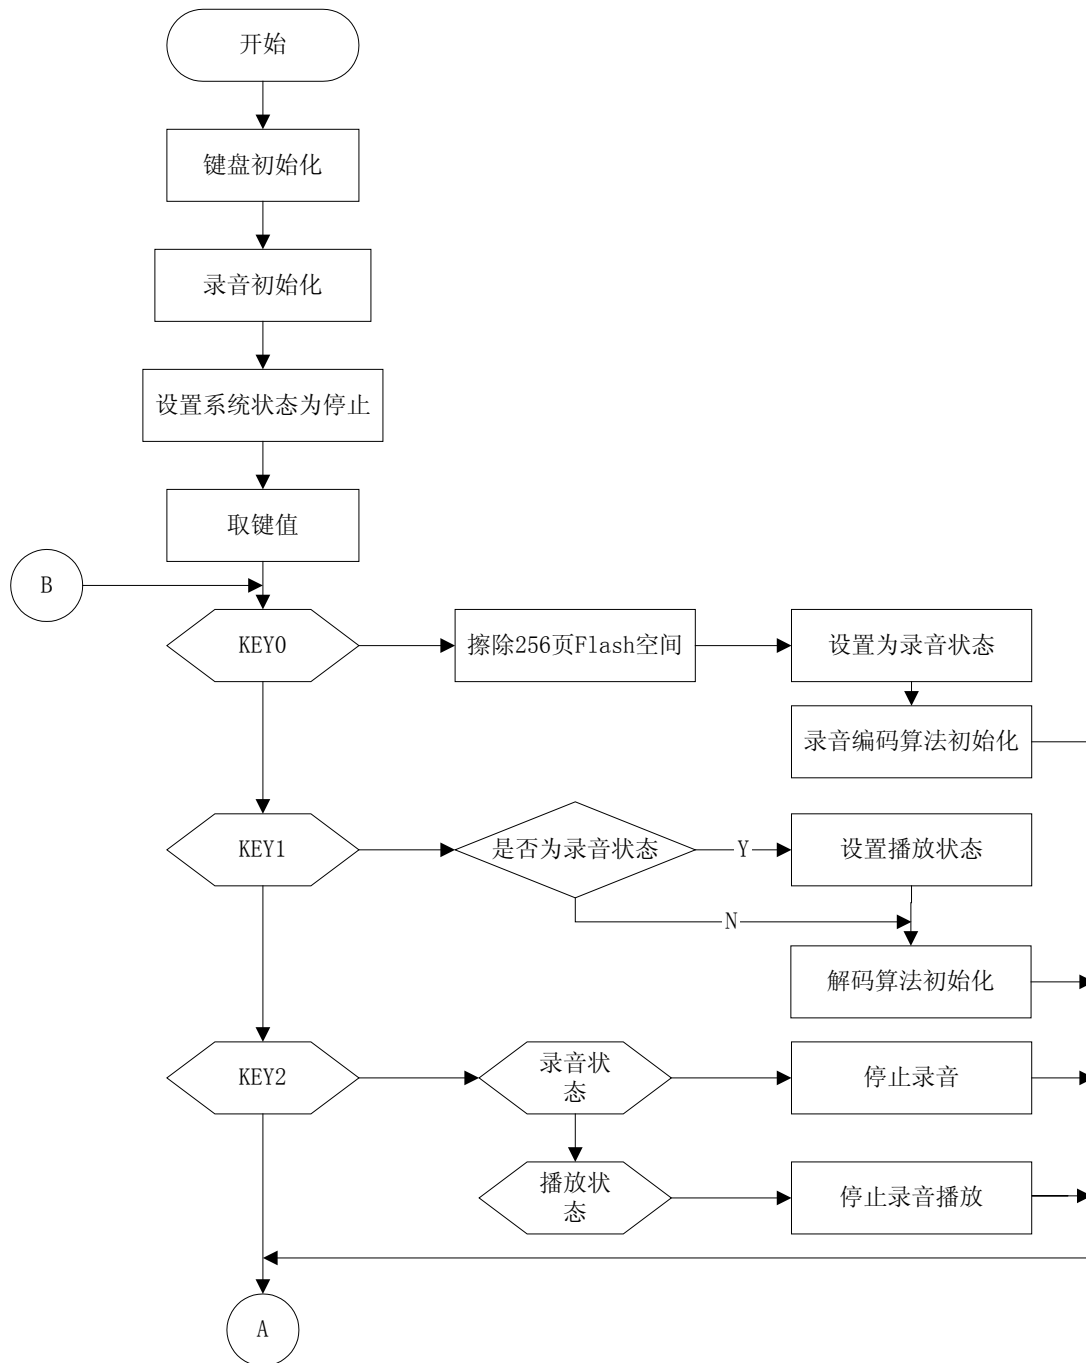 开始
键盘初始化
录音初始化
设置系统状态为停止
取键值
B
KEY0
擦除256页Flash空间
设置为录音状态
录音编码算法初始化
KEY1
是否为录音状态
Y
设置播放状态
N
解码算法初始化
KEY2
录音状
态
停止录音
播放状
态
停止录音播放
A